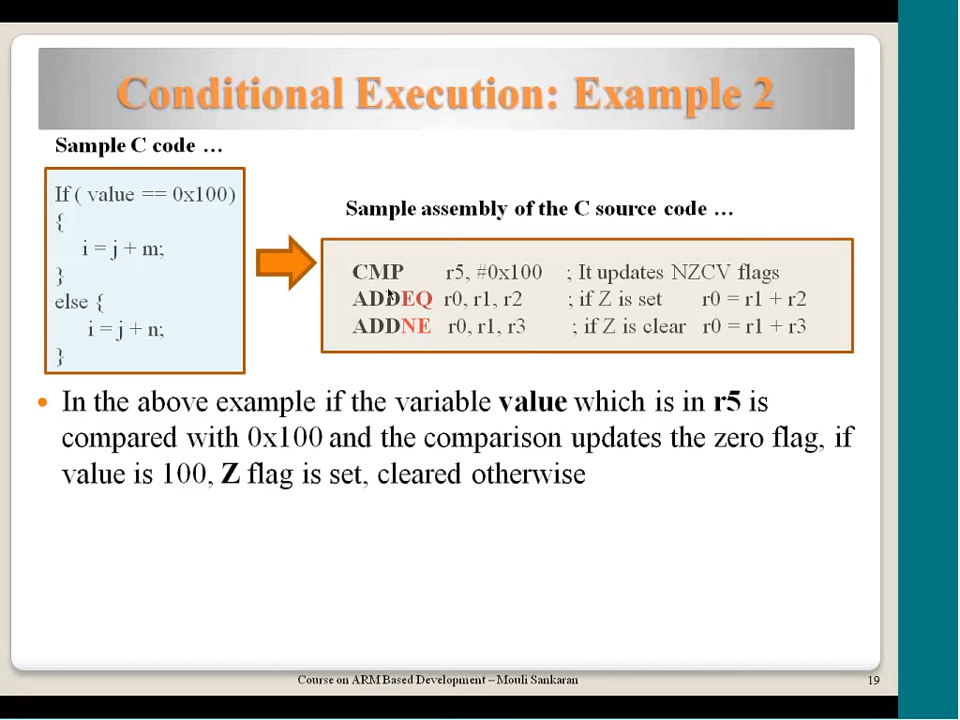 Conditional Execution: Example 2
Sample C code …
If ( value == 0x100)
{
i = j + m;
}
else {
i = j + n;
}
Sample assembly of the C source code …
CMP r5, #0x100 ; It updates NZCV flags
ADDEQ r0, r1, r2 ; if Z is set r0 = r1 + r2
ADDNE r0, r1, r3 ; if Z is clear r0 = r1 + r3
• In the above example if the variable value which is in r5 is
compared with 0x100 and the comparison updates the zero flag, if
value is 100, Z flag is set, cleared otherwise
Course on ARM Based Development – Mouli Sankaran
19